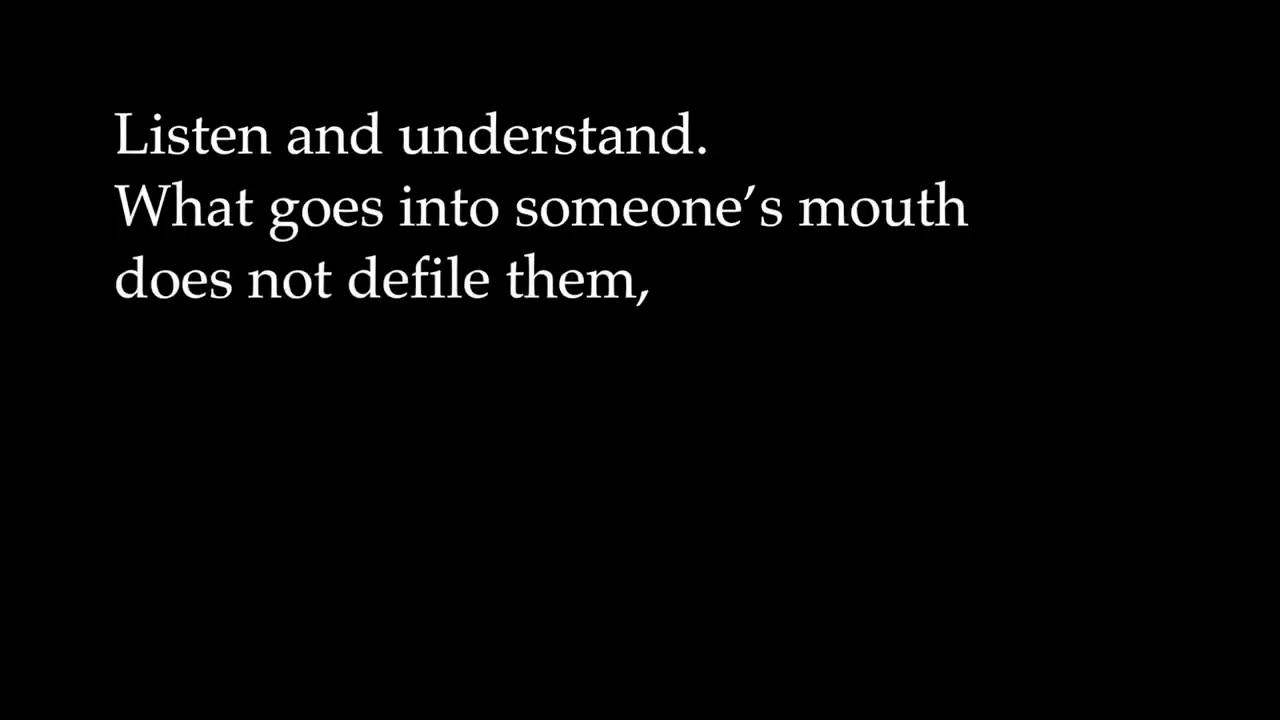 Listen and understand.
What goes into someone’s mouth
does not defile them,